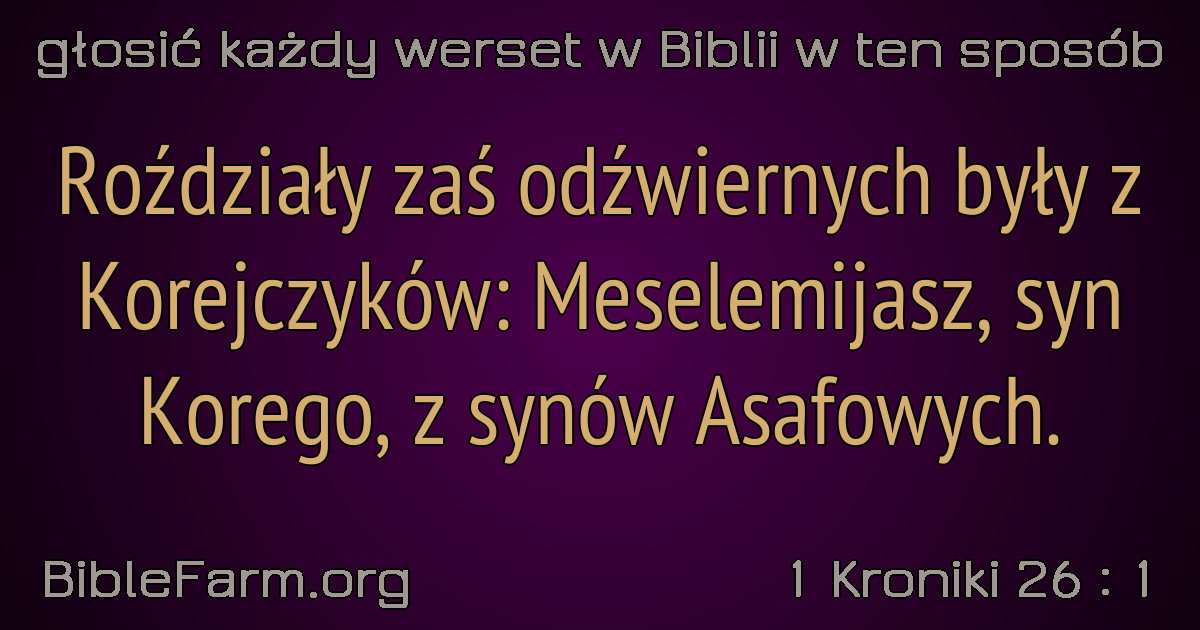 głosić każdy werset w Biblii w ten sposób
Roździały zaś odźwiernych były z
Korejczyków: Meselemijasz, syn
Korego, z synów Asafowych.
BibleFarm.org
1 Kroniki 26 : 1